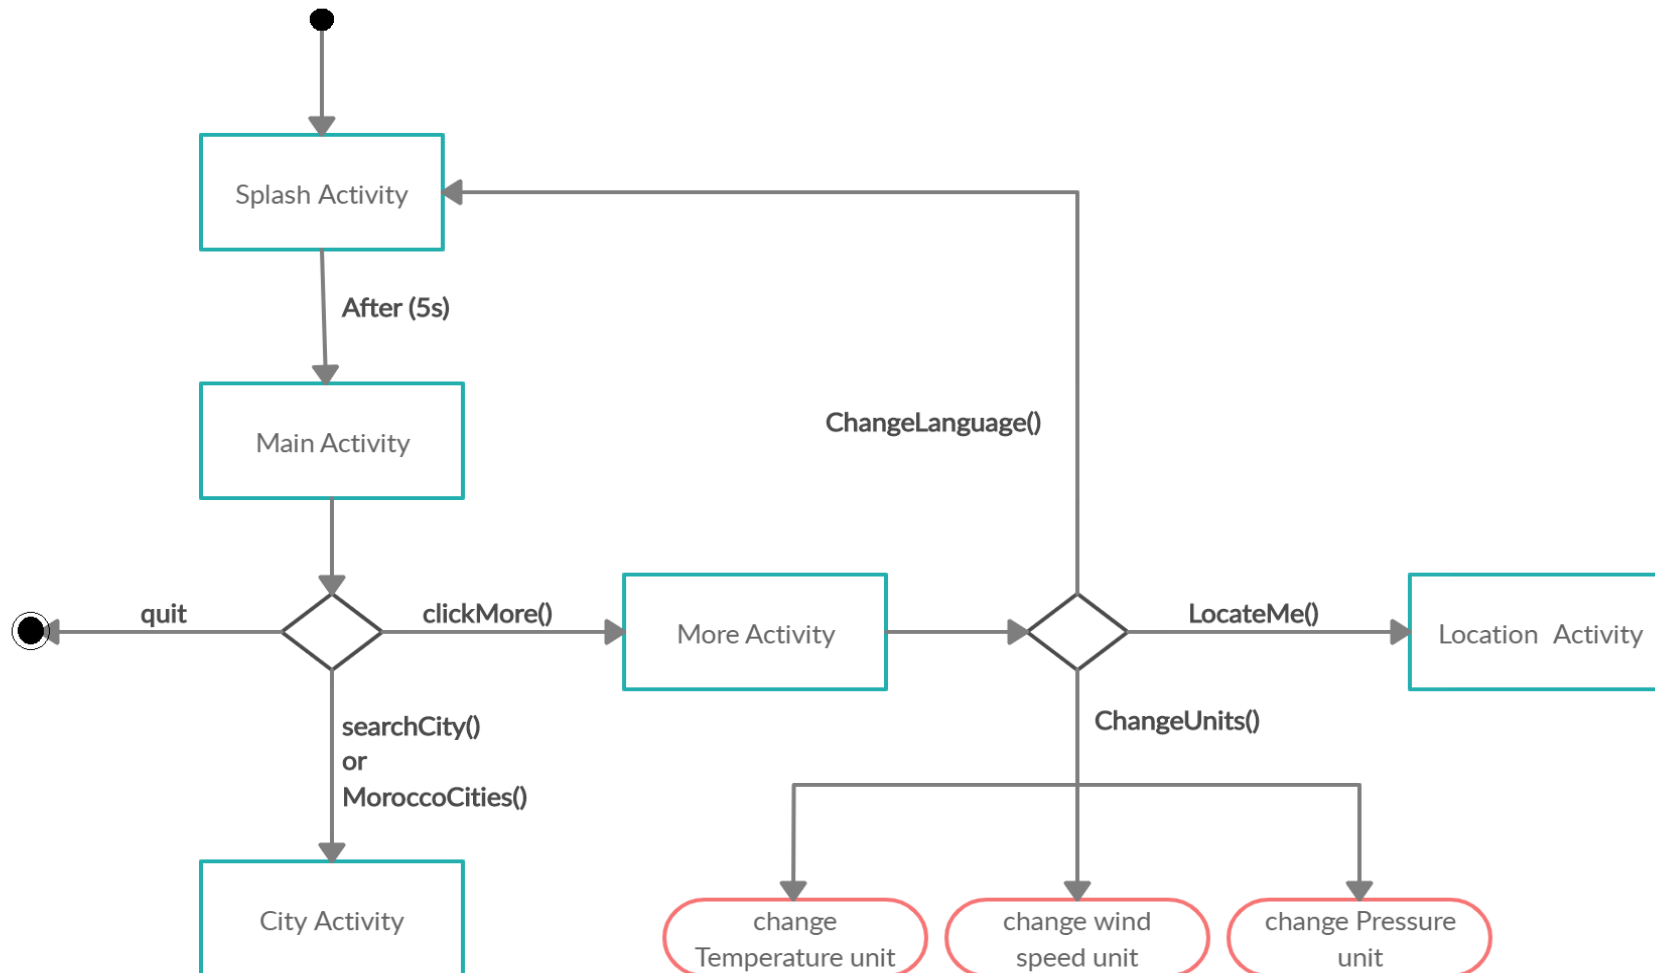 Splash Activity
After (5s)
Main Activity
ChangeLanguage()
quit
clickMore()
More Activity
LocateMe()
Location  Activity
searchCity()
or
MoroccoCities()
ChangeUnits()
City Activity
change
Temperature unit
change wind
speed unit
change Pressure
unit